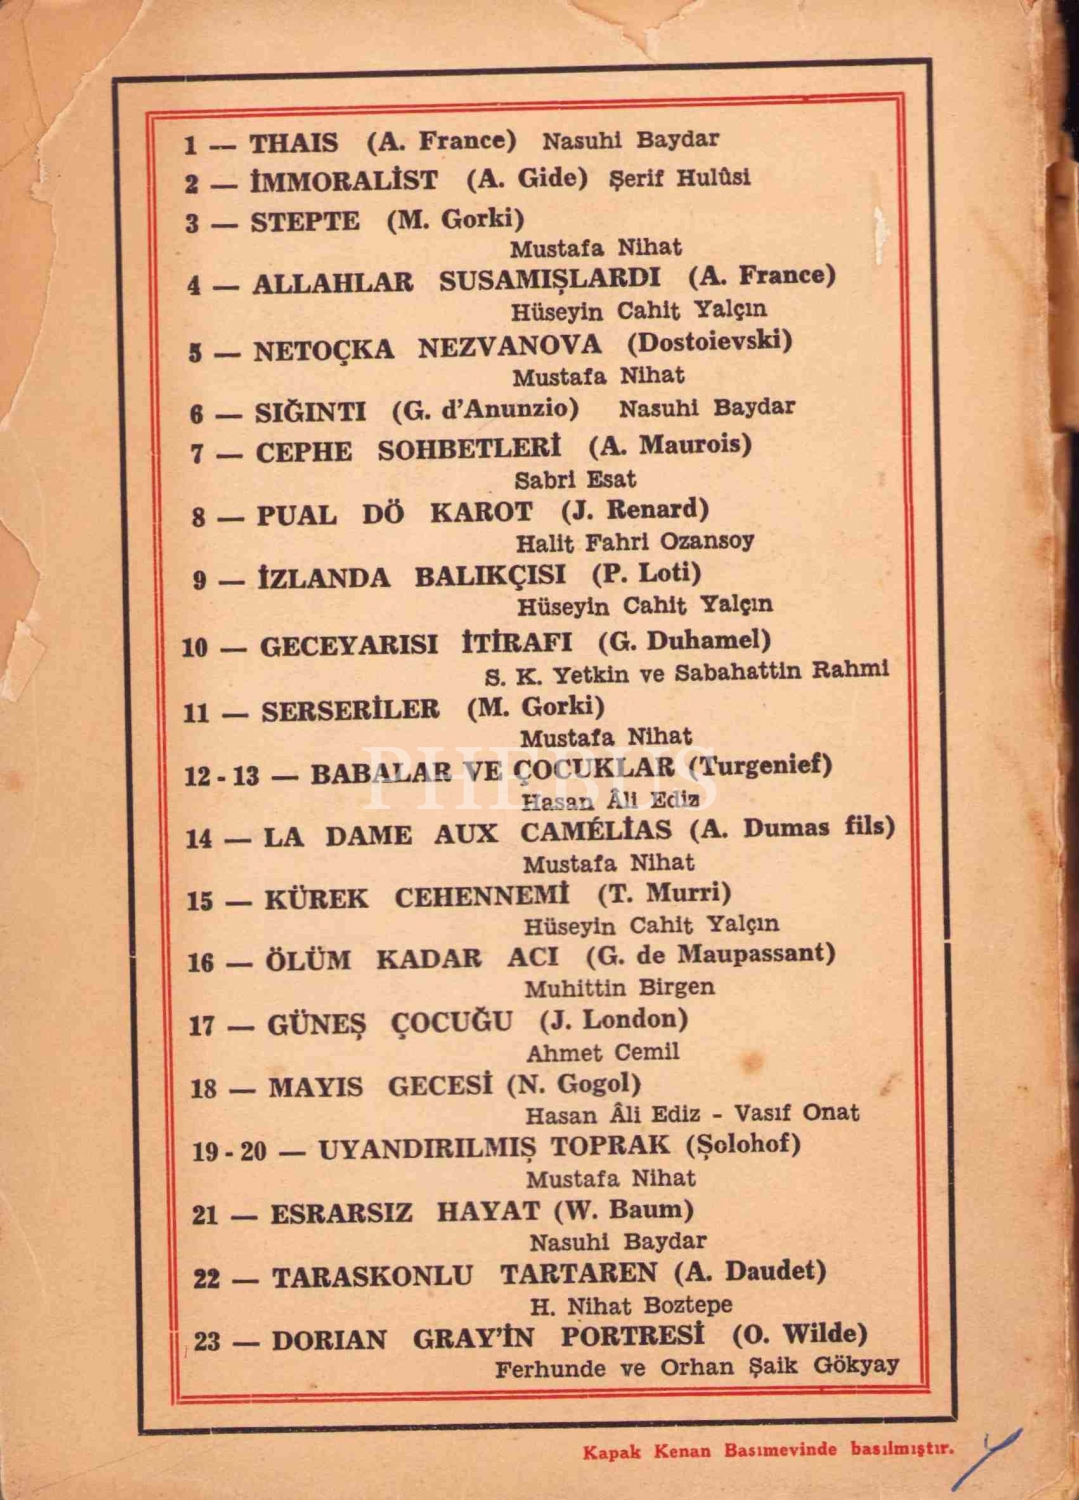 1 — THAIS (A. France) Nasuhi Baydar
2 — İMMORALİST (A. Gide) Şerif Hulûsi
3 — STEPTE (M. Gorki)
Mustafa Nihat
4 — ALLAHLAR SUSAMIŞLARDI (A. France)
Hüseyin Cahit Yalçın
5 — NETOÇKA NEZVANOVA (Dostoievski)
Mustafa Nihat
6 — SIĞINTI (G. d'Anunzio) Nasuhi Baydar
7 — CEPHE SOHBETLERİ (A. Maurois)
Sabri Esat
8 — PUAL DÖ KAROT (J. Renard)
Halit Fahri Ozansoy
9 — İZLANDA BALIKÇISI (P. Loti)
Hüseyin Cahit Yalçın
10 — GECEYARISI İTİRAFI (G. Duhamel)
S. K. Yetkin ve Sabahattin Rahmi
11 — SERSERİLER (M. Gorki)
Mustafa Nihat
12 - 13 — BABALAR VE ÇOCUKLAR (Turgenief)
PHEBUS
Hasan Âli Ediz
14 — LA DAME AUX CAMÉLİAS (A. Dumas fils)
Mustafa Nihat
15 — KÜREK CEHENNEMİ (T. Murri)
Hüseyin Cahit Yalçın
16 — ÖLÜM KADAR ACI (G. de Maupassant)
Muhittin Birgen
17 — GÜNEŞ ÇOCUĞU (J. London)
Ahmet Cemil
18 — MAYIS GECESİ (N. Gogol)
Hasan Âli Ediz - Vasıf Onat
19 - 20 — UYANDIRILMIŞ TOPRAK (Şolohof)
Mustafa Nihat
21 — ESRARSIZ HAYAT (W. Baum)
Nasuhi Baydar
22 — TARASKONLU TARTAREN (A. Daudet)
H. Nihat Boztepe
23 — DORIAN GRAY'İN PORTRESİ (O. Wilde)
Ferhunde ve Orhan Şaik Gökyay
Kapak Kenan Basımevinde basılmıştır.